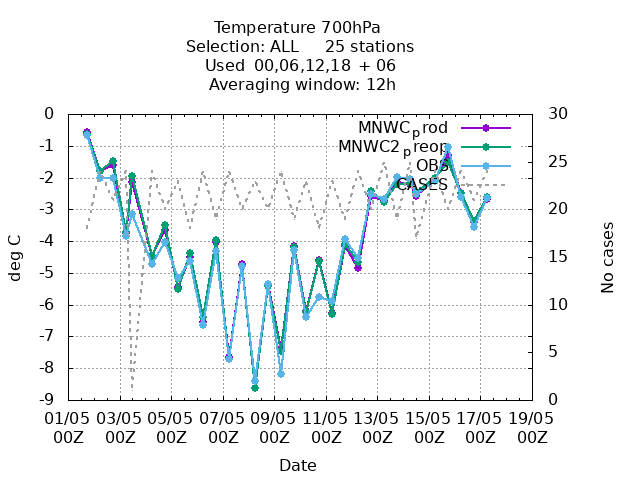 Temperature 700hPa
Selection: ALL 25 stations
Used 00,06,12,18 + 06
Averaging window: 12h
MNWCprod
MNWC2preop
OBS
CASES
0
-1
-2
-3
-4
-5
-6
-7
-8
-9
deg C
30
25
20
15
10
5
0
No cases
01/05 03/05 05/05 07/05 09/05 11/05 13/05 15/05 17/05 19/05
00Z 00Z 00Z 00Z 00Z 00Z 00Z 00Z 00Z 00Z
Date